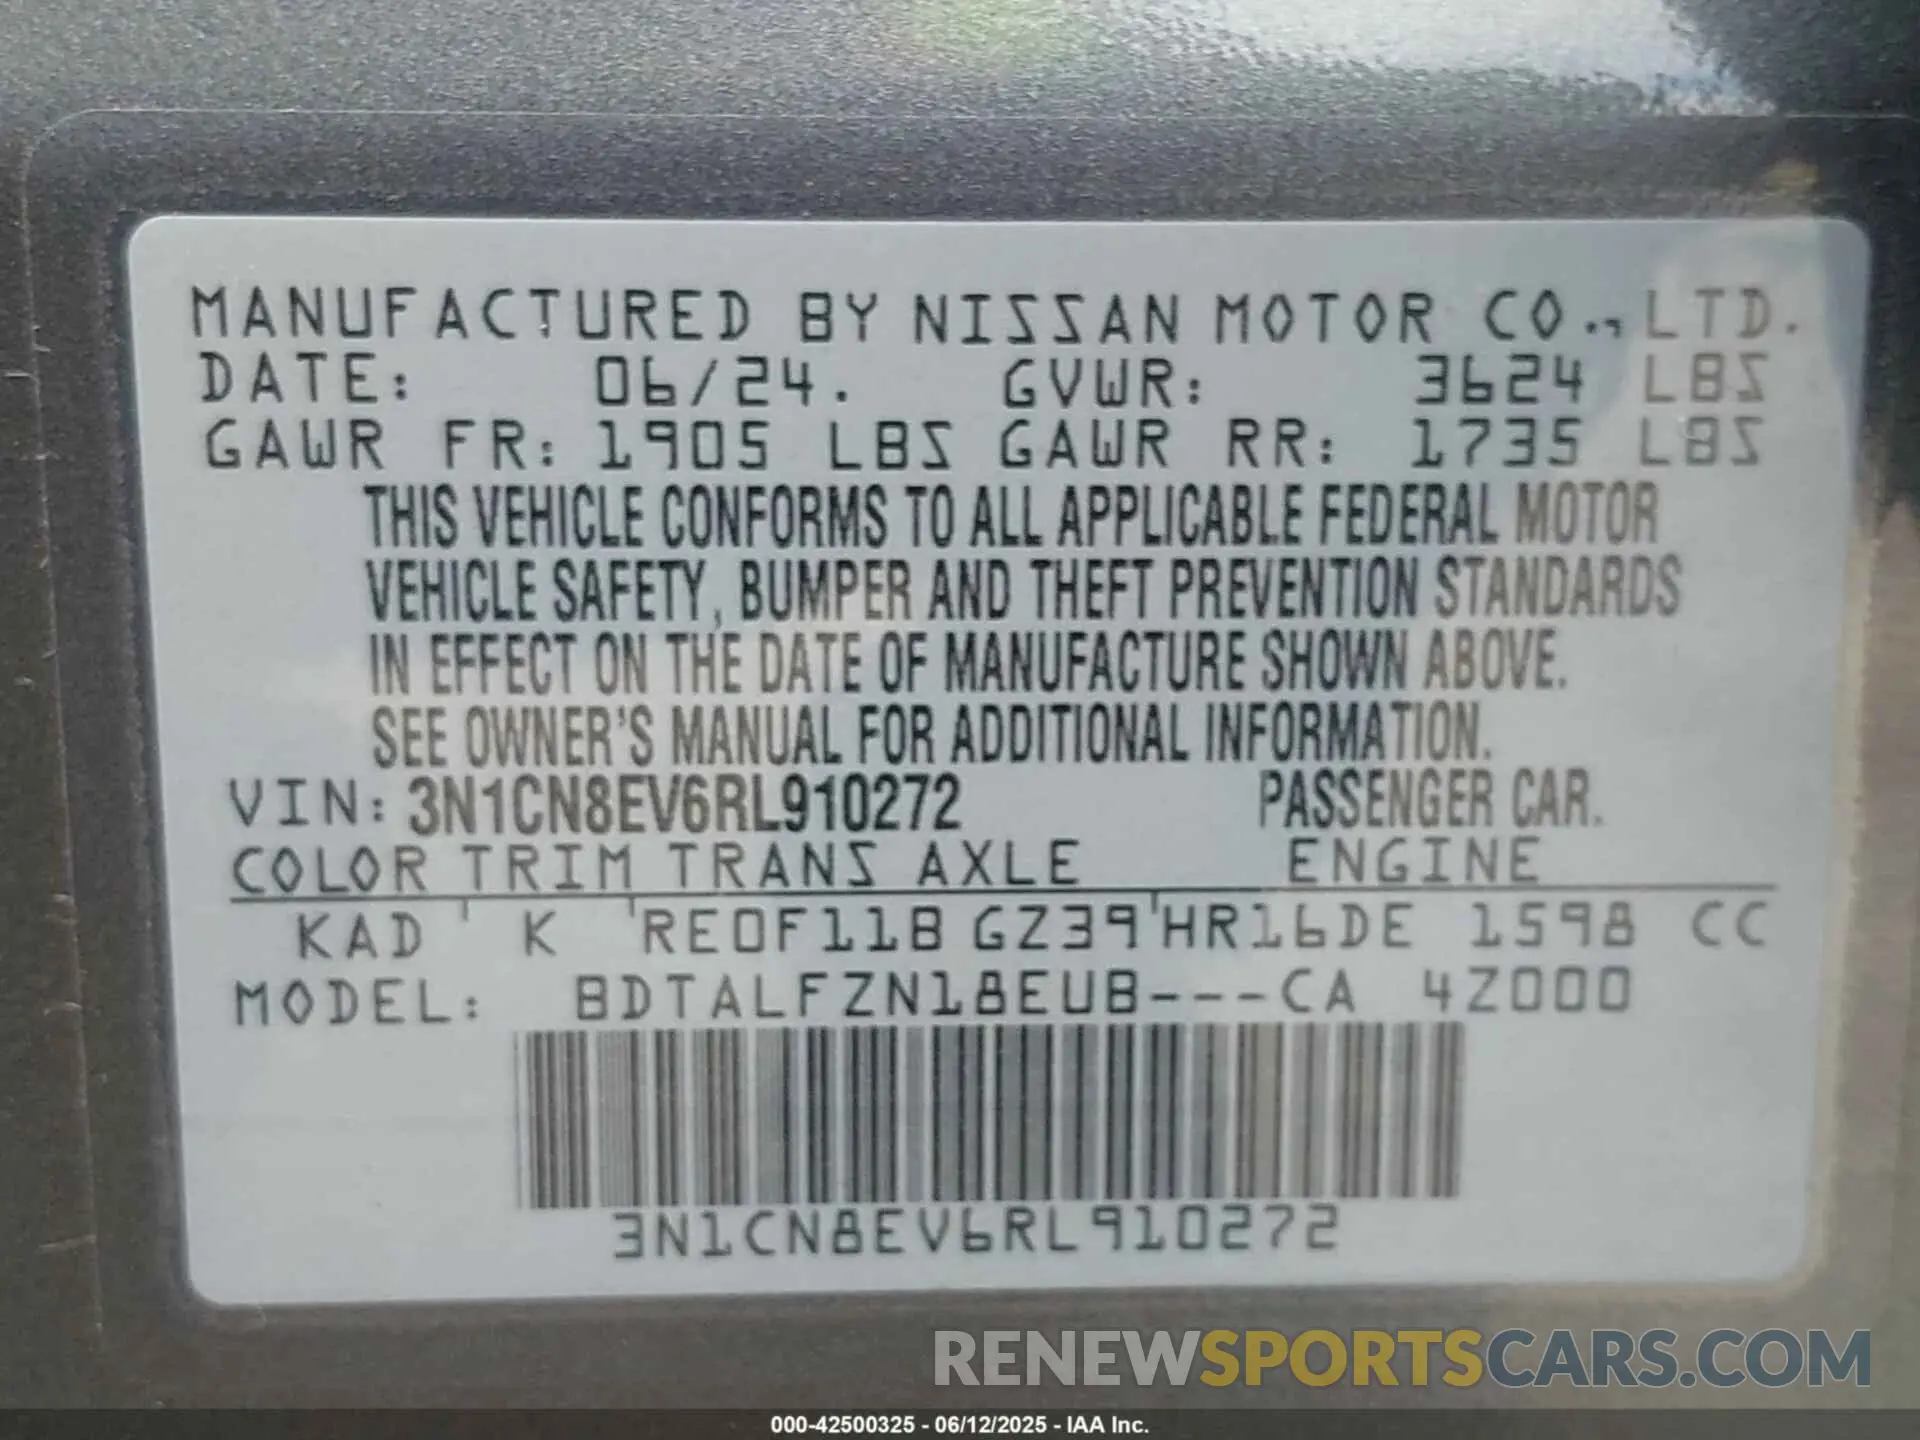 MANUFACTURED BY NISSAN MOTOR CO., LTD.
DATE: 06/24. GVWR: 3624 LBS
GAWR FR: 1905 LBS GAWR RR: 1735 LBS
THIS VEHICLE CONFORMS TO ALL APPLICABLE FEDERAL MOTOR
VEHICLE SAFETY, BUMPER AND THEFT PREVENTION STANDARDS
IN EFFECT ON THE DATE OF MANUFACTURE SHOWN ABOVE.
SEE OWNER'S MANUAL FOR ADDITIONAL INFORMATION.
VIN: 3N1CN8EV6RL910272 PASSENGER CAR.
COLOR TRIM TRANS AXLE ENGINE
KAD K RE0F11B GZ39 HR16DE 1598 CC
MODEL: BDTALFZN18EUB---CA 4Z000
3N1CN8EV6RL910272
RENEWSPORTSCARS.COM
000-42500325 - 06/12/2025 - IAA Inc.